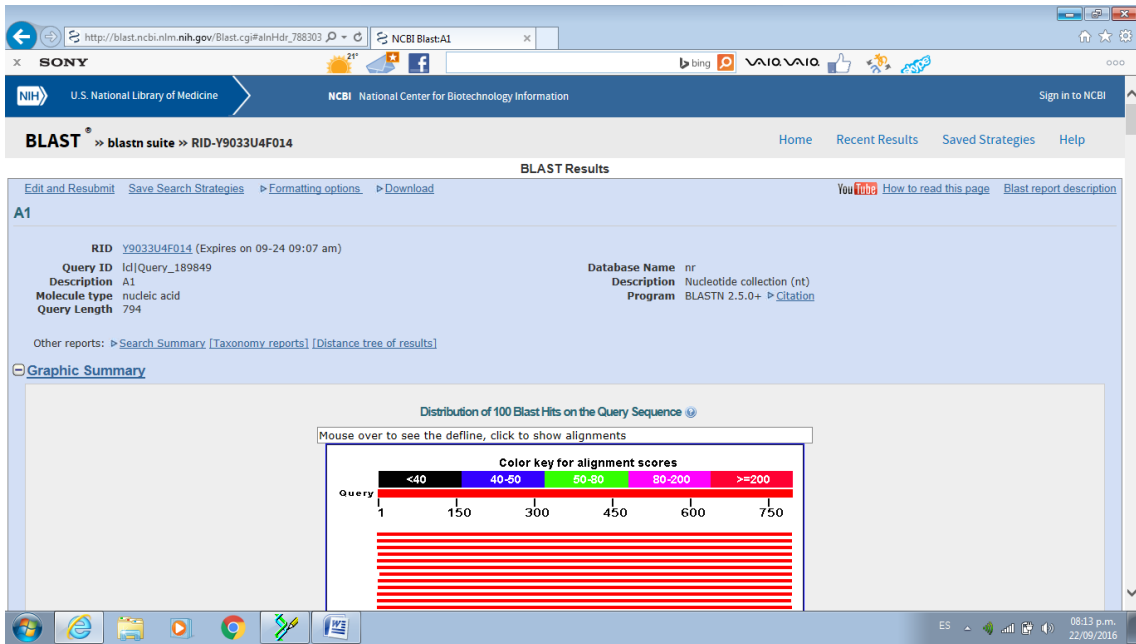 http://blast.ncbi.nlm.nih.gov/Blast.cgi#alnHdr_788303
NCBI Blast:A1
x SONY
21°
bing
VAIO VAIO
NIH
U.S. National Library of Medicine
NCBI National Center for Biotechnology Information
Sign in to NCBI
BLAST ® » blastn suite » RID-Y9033U4F014
Home Recent Results Saved Strategies Help
BLAST Results
Edit and Resubmit Save Search Strategies Formatting options Download
YouTube How to read this page Blast report description
A1
RID Y9033U4F014 (Expires on 09-24 09:07 am)
Query ID lcl|Query_189849
Description A1
Molecule type nucleic acid
Query Length 794
Database Name nr
Description Nucleotide collection (nt)
Program BLASTN 2.5.0+ Citation
Other reports: Search Summary [Taxonomy reports] [Distance tree of results]
Graphic Summary
Distribution of 100 Blast Hits on the Query Sequence
Mouse over to see the defline, click to show alignments
Color key for alignment scores
<40 40-50 50-80 80-200 >=200
Query
1 150 300 450 600 750
ES
08:13 p.m.
22/09/2016